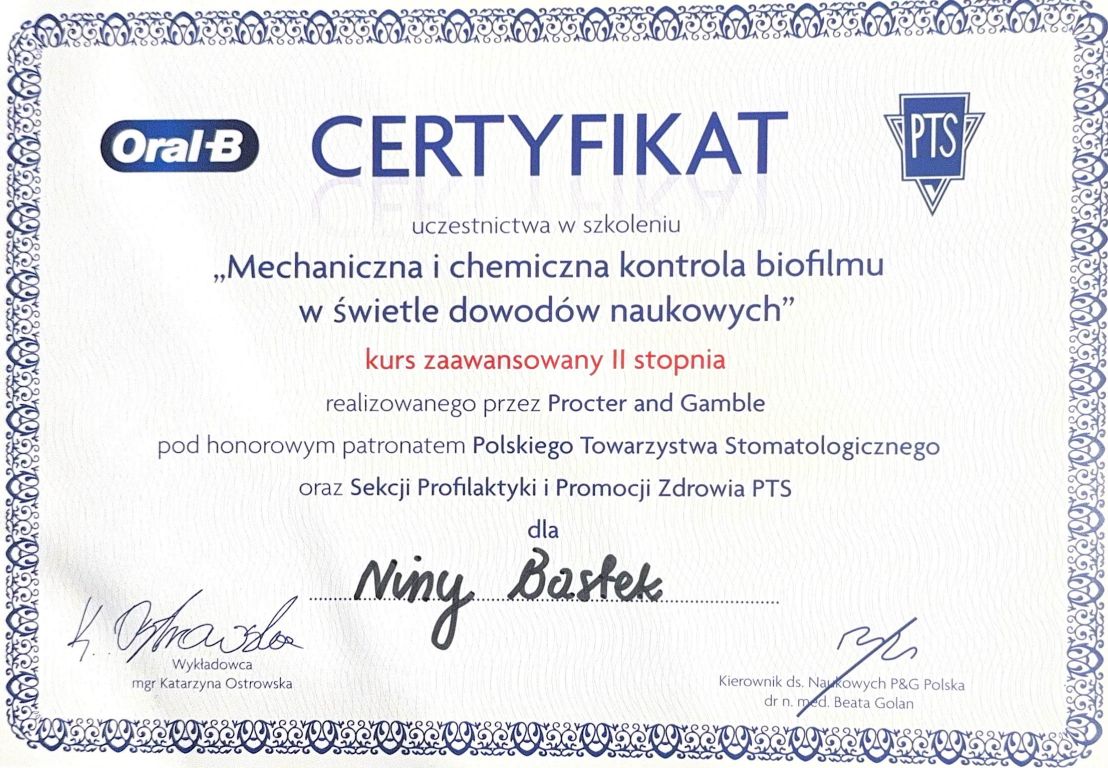 Oral-B
CERTYFIKAT
PTS
uczestnictwa w szkoleniu
„Mechaniczna i chemiczna kontrola biofilmu
w świetle dowodów naukowych”
kurs zaawansowany II stopnia
realizowanego przez Procter and Gamble
pod honorowym patronatem Polskiego Towarzystwa Stomatologicznego
oraz Sekcji Profilaktyki i Promocji Zdrowia PTS
dla
Niny Bastek
K. Ostrowska
Wykładowca
mgr Katarzyna Ostrowska
Kierownik ds. Naukowych P&G Polska
dr n. med. Beata Golan